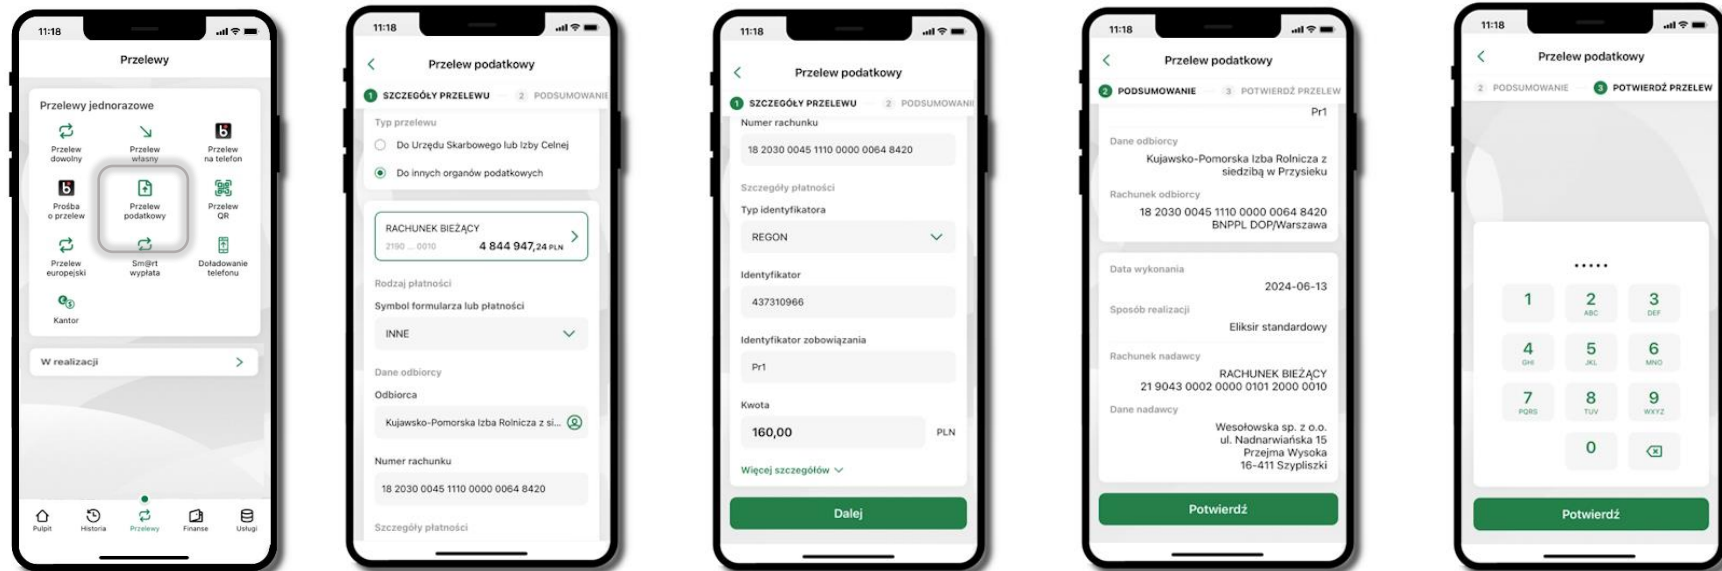 11:18
Przelewy
Przelewy jednorazowe
Przelew
dowolny
Przelew
własny
Przelew
na telefon
Prośba
o przelew
Przelew
podatkowy
Przelew
QR
Przelew
europejski
Sm@rt
wypłata
Doładowanie
telefonu
Kantor
W realizacji
Pulpit
Historia
Przelewy
Finanse
Usługi
11:18
Przelew podatkowy
1 SZCZEGÓŁY PRZELEWU
2 PODSUMOWANIE
Typ przelewu
Do Urzędu Skarbowego lub Izby Celnej
Do innych organów podatkowych
RACHUNEK BIEŻĄCY
2190 ... 0010 4 844 947,24 PLN
Rodzaj płatności
Symbol formularza lub płatności
INNE
Dane odbiorcy
Odbiorca
Kujawsko-Pomorska Izba Rolnicza z si...
Numer rachunku
18 2030 0045 1110 0000 0064 8420
Szczegóły płatności
11:18
Przelew podatkowy
1 SZCZEGÓŁY PRZELEWU
2 PODSUMOWANI
Numer rachunku
18 2030 0045 1110 0000 0064 8420
Szczegóły płatności
Typ identyfikatora
REGON
Identyfikator
437310966
Identyfikator zobowiązania
Pr1
Kwota
160,00 PLN
Więcej szczegółów
Dalej
11:18
Przelew podatkowy
2 PODSUMOWANIE
3 POTWIERDŹ PRZELEW
Pr1
Dane odbiorcy
Kujawsko-Pomorska Izba Rolnicza z
siedzibą w Przysieku
Rachunek odbiorcy
18 2030 0045 1110 0000 0064 8420
BNPPL DOP/Warszawa
Data wykonania
2024-06-13
Sposób realizacji
Eliksir standardowy
Rachunek nadawcy
RACHUNEK BIEŻĄCY
21 9043 0002 0000 0101 2000 0010
Dane nadawcy
Wesołowska sp. z o.o.
ul. Nadnarwiańska 15
Przejma Wysoka
16-411 Szypliszki
Potwierdź
11:18
Przelew podatkowy
2 PODSUMOWANIE
3 POTWIERDŹ PRZELEW
1
2 ABC
3 DEF
4 GHI
5 JKL
6 MNO
7 PQRS
8 TUV
9 WXYZ
0
Potwierdź